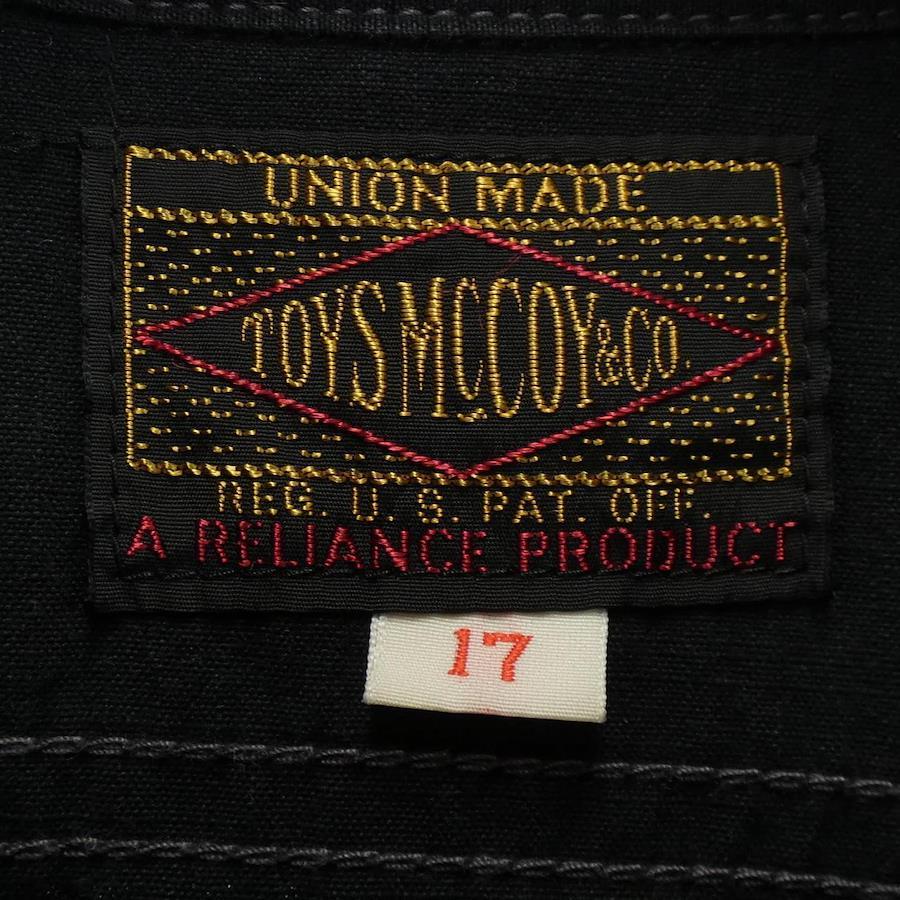 UNION MADE
TOYS McCOY & CO.
REG. U.S. PAT. OFF.
A RELIANCE PRODUCT
17